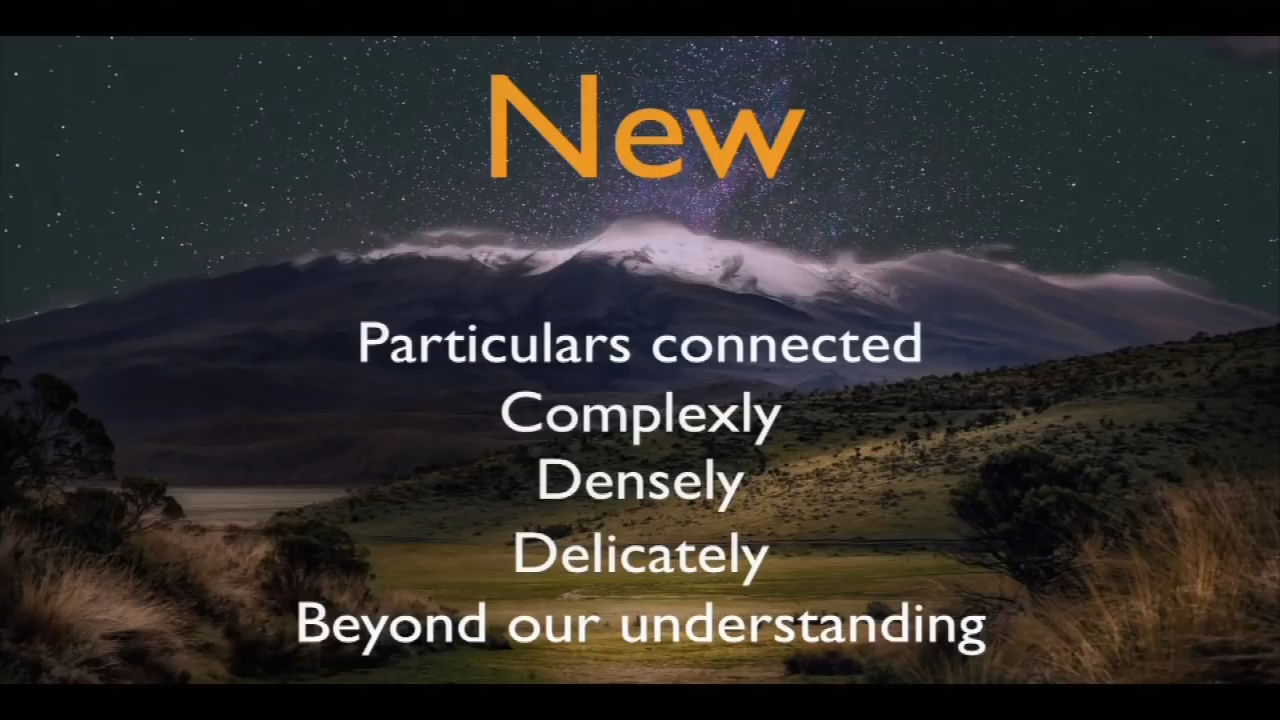 New
Particulars connected
Complexly
Densely
Delicately
Beyond our understanding